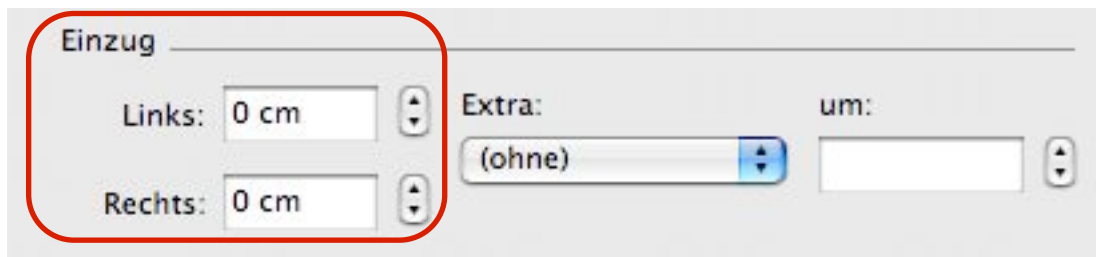 Einzug
Links: 0 cm
Rechts: 0 cm
Extra:
(ohne)
um: